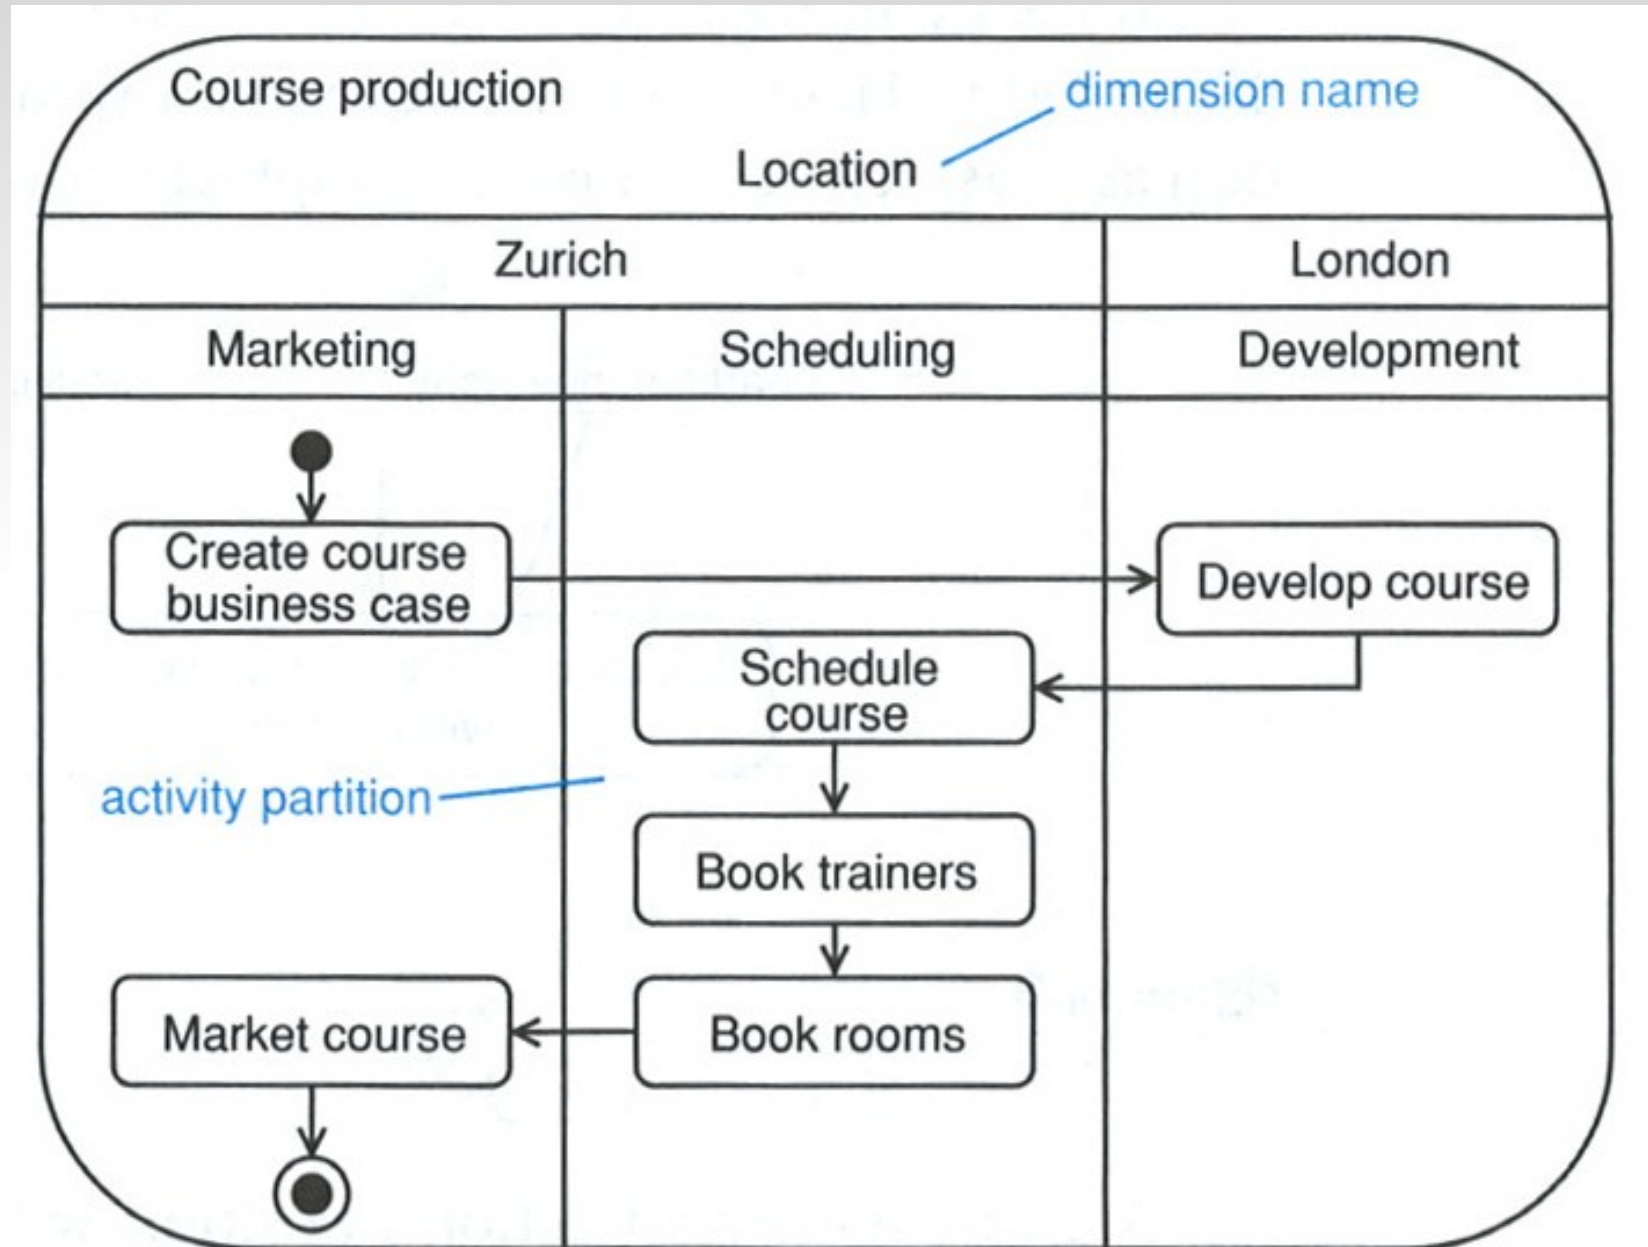 Course production
dimension name
Location
Zurich
London
Marketing
Scheduling
Development
Create course
business case
Develop course
Schedule
course
activity partition
Book trainers
Market course
Book rooms